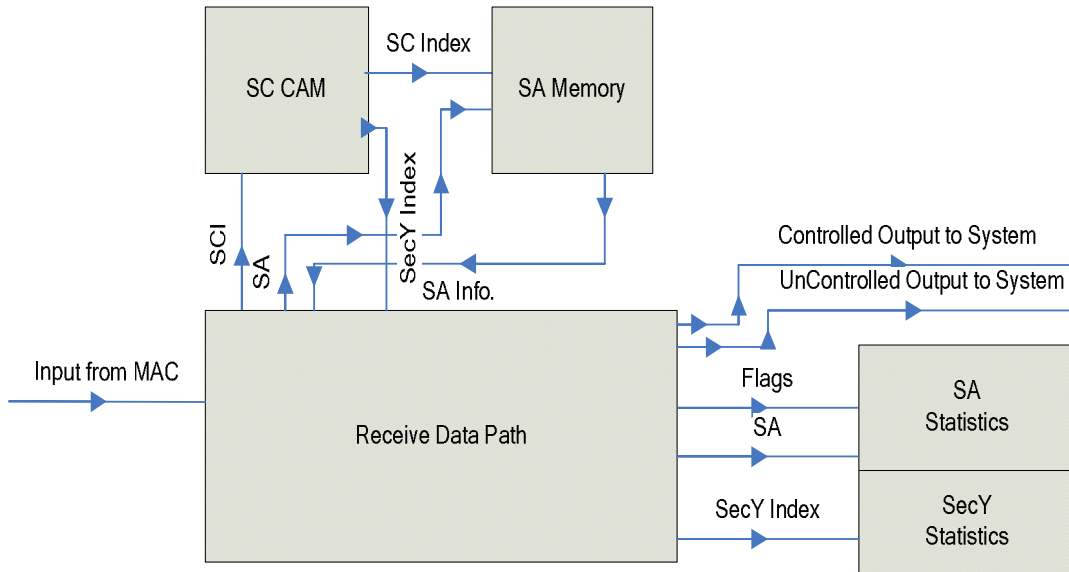 SC Index
SC CAM
SA Memory
SCI
SA
SecY Index
SA Info.
Controlled Output to System
UnControlled Output to System
Input from MAC
Receive Data Path
Flags
SA
SA
Statistics
SecY Index
SecY
Statistics